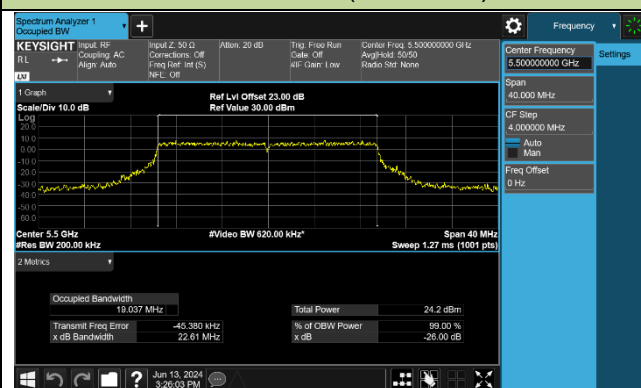 Spectrum Analyzer 1
Occupied BW
Frequency
KEYSIGHT
RL
LXI
Input: RF
Coupling: AC
Align: Auto
Input Z: 50 Ω
Corrections: Off
Freq Ref: Int (S)
NFE: Off
Atten: 20 dB
Trig: Free Run
Gate: Off
#IF Gain: Low
Center Freq: 5.500000000 GHz
Avg|Hold: 50/50
Radio Std: None
Center Frequency
5.500000000 GHz
Settings
Span
40.000 MHz
CF Step
4.000000 MHz
Auto
Man
Freq Offset
0 Hz
1 Graph
Scale/Div 10.0 dB
Ref Lvl Offset 23.00 dB
Ref Value 30.00 dBm
Log
20.0
10.0
0.00
-10.0
-20.0
-30.0
-40.0
-50.0
-60.0
Center 5.5 GHz
#Res BW 200.00 kHz
#Video BW 620.00 kHz*
Span 40 MHz
Sweep 1.27 ms (1001 pts)
2 Metrics
Occupied Bandwidth
19.037 MHz
Total Power 24.2 dBm
Transmit Freq Error -45.380 kHz
% of OBW Power 99.00 %
x dB Bandwidth 22.61 MHz
x dB -26.00 dB
?
Jun 13, 2024
3:26:03 PM